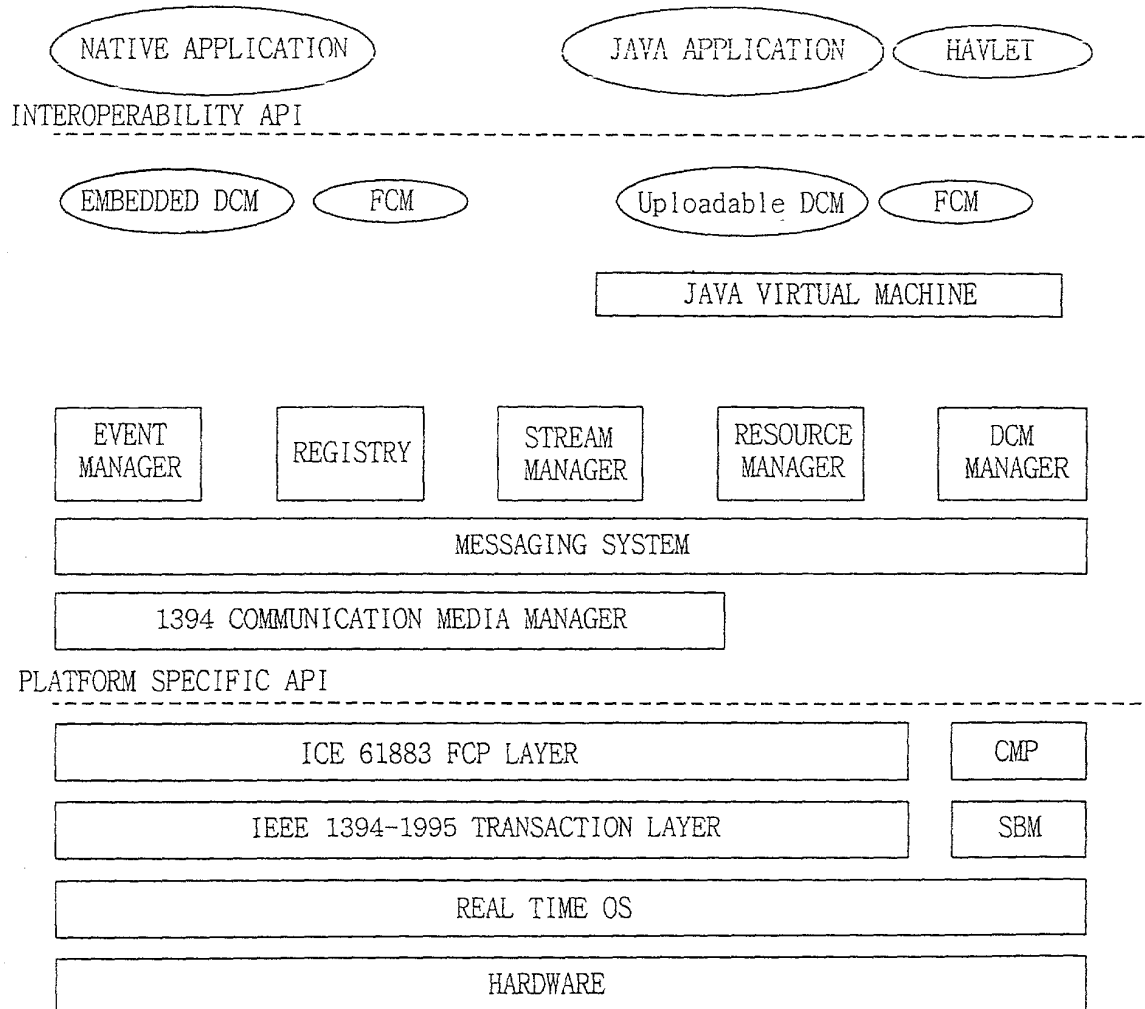 NATIVE APPLICATION
JAVA APPLICATION
HAVLET
INTEROPERABILITY API
EMBEDDED DCM
FCM
Uploadable DCM
FCM
JAVA VIRTUAL MACHINE
EVENT
MANAGER
REGISTRY
STREAM
MANAGER
RESOURCE
MANAGER
DCM
MANAGER
MESSAGING SYSTEM
1394 COMMUNICATION MEDIA MANAGER
PLATFORM SPECIFIC API
ICE 61883 FCP LAYER
CMP
IEEE 1394-1995 TRANSACTION LAYER
SBM
REAL TIME OS
HARDWARE